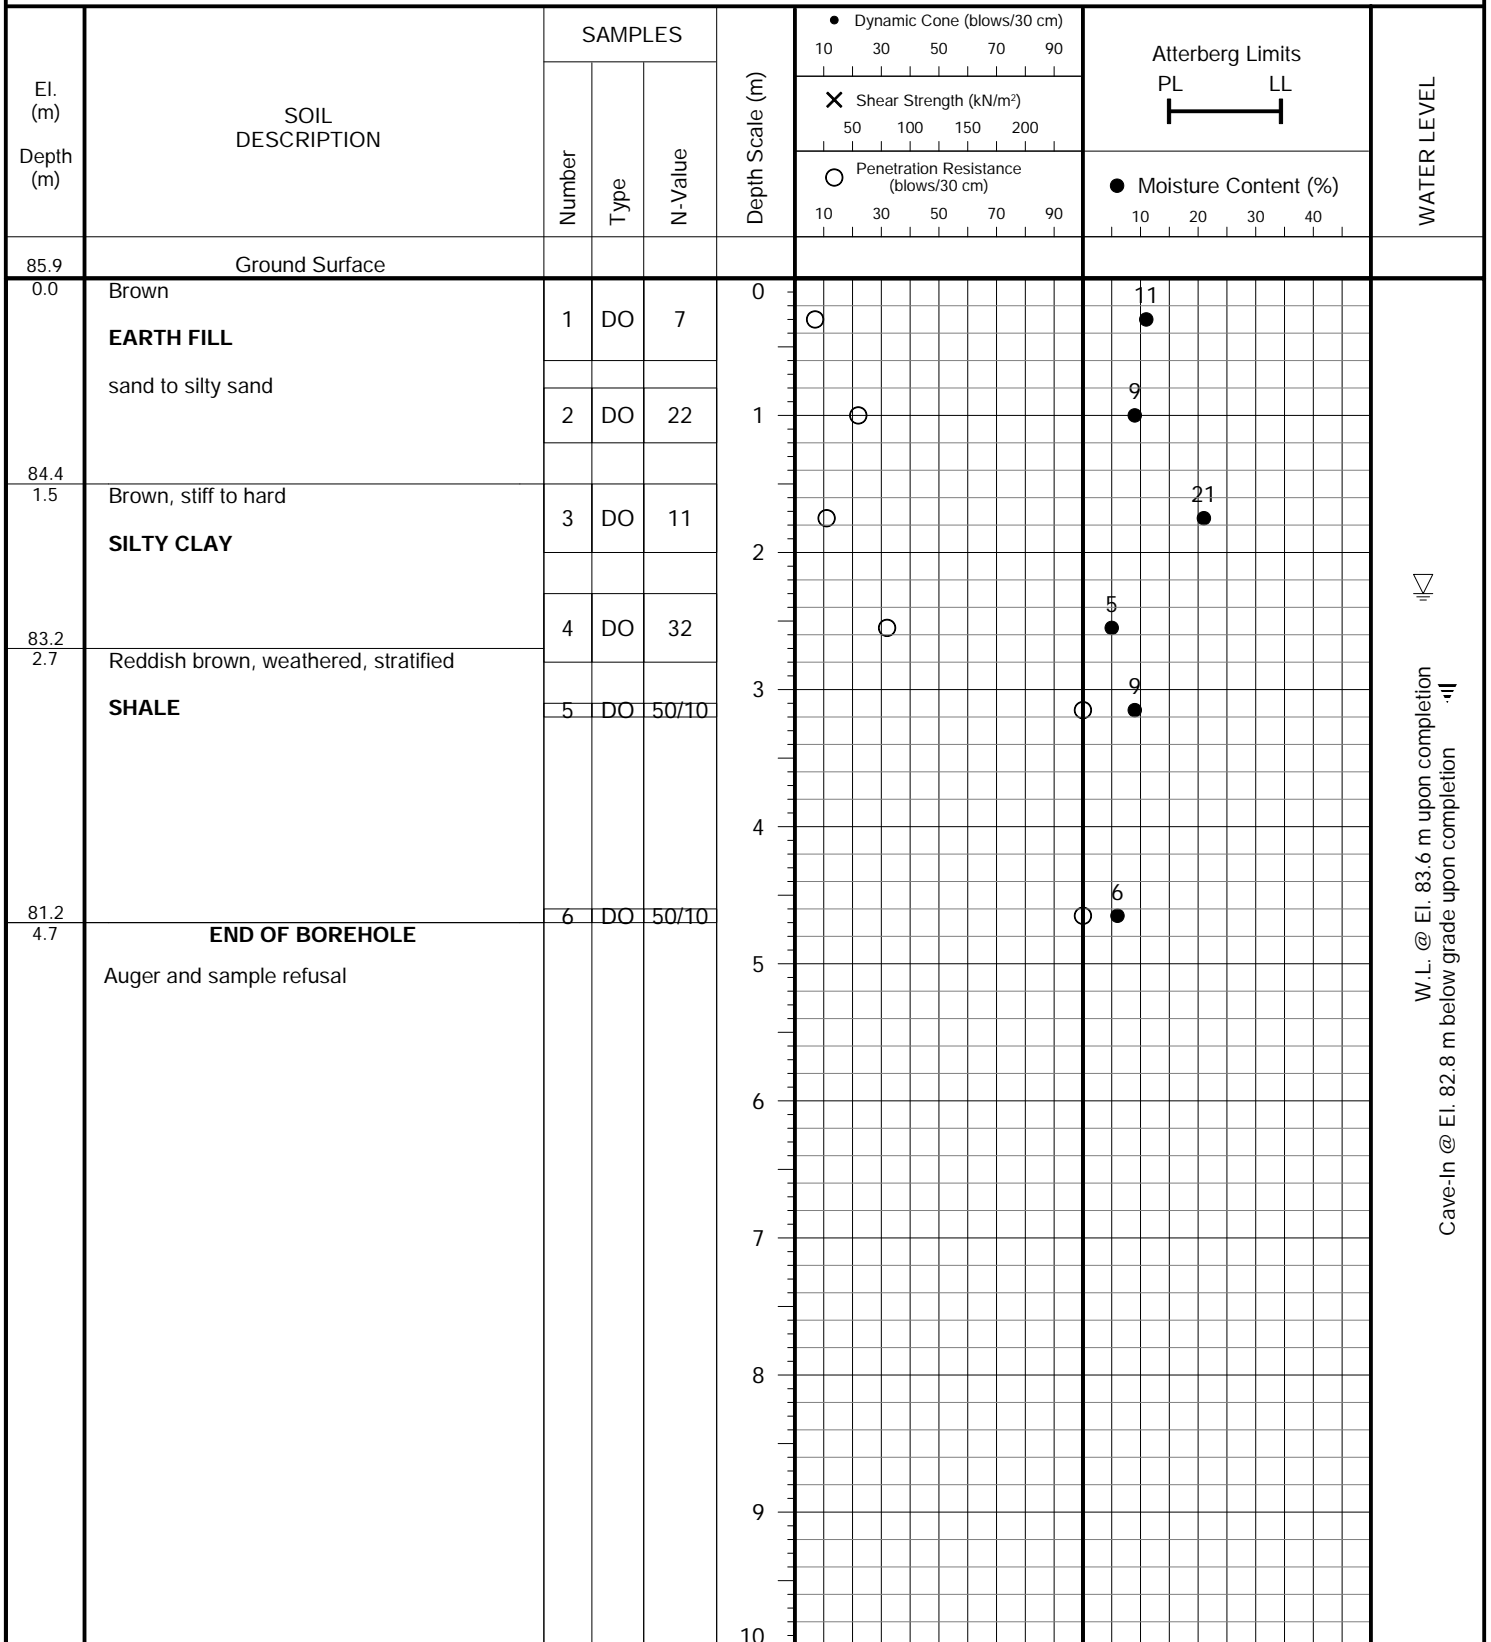 El.
(m)
Depth
(m)
SOIL
DESCRIPTION
SAMPLES
Number
Type
N-Value
Depth Scale (m)
Dynamic Cone (blows/30 cm)
10 30 50 70 90
Shear Strength (kN/m²)
50 100 150 200
Penetration Resistance
(blows/30 cm)
10 30 50 70 90
Atterberg Limits
PL LL
Moisture Content (%)
10 20 30 40
WATER LEVEL
85.9 Ground Surface
0.0 Brown
EARTH FILL
sand to silty sand
1 DO 7
0
11
2 DO 22
1
9
84.4
1.5 Brown, stiff to hard
SILTY CLAY
3 DO 11
21
2
4 DO 32
5
83.2
2.7 Reddish brown, weathered, stratified
SHALE
3
9
5 DO 50/10
4
6
81.2
6 DO 50/10
4.7 END OF BOREHOLE
Auger and sample refusal
5
6
7
8
9
10
W.L. @ El. 83.6 m upon completion
Cave-In @ El. 82.8 m below grade upon completion